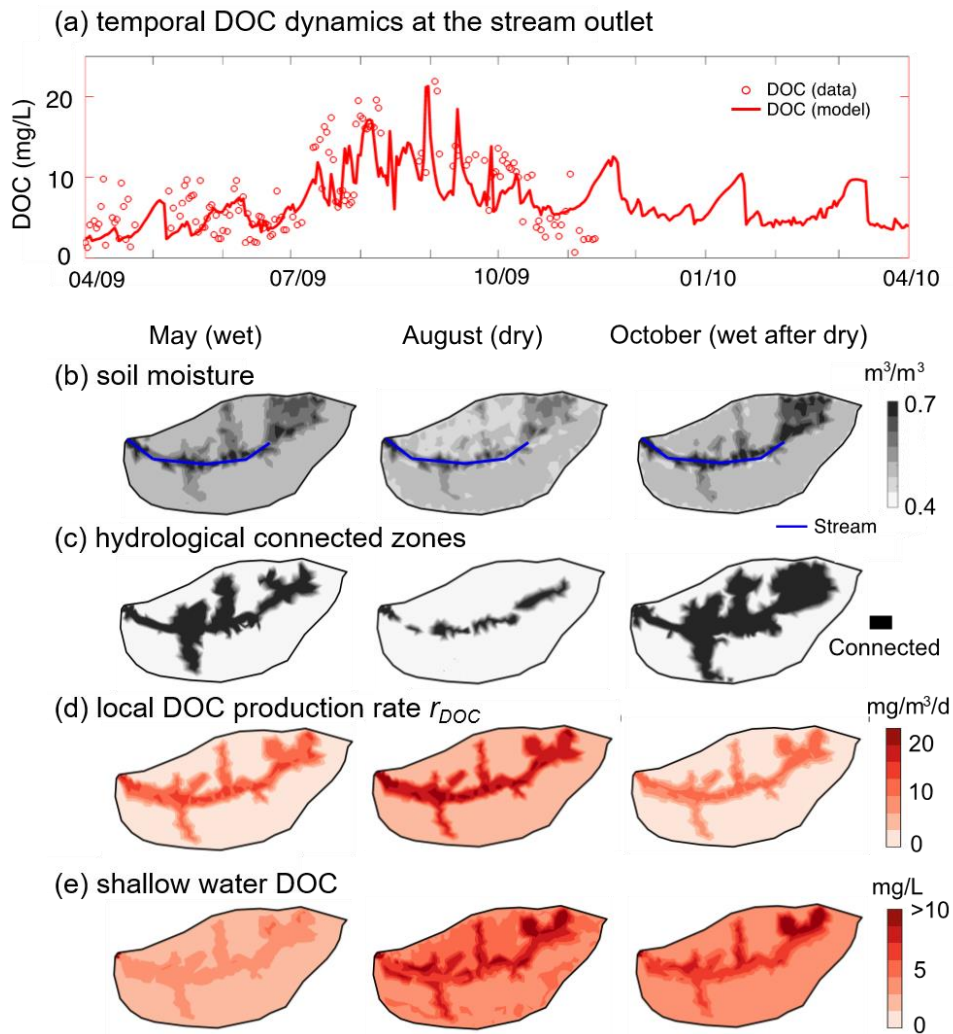 (a) temporal DOC dynamics at the stream outlet
DOC (mg/L)
20
10
0
DOC (data)
DOC (model)
04/09
07/09
10/09
01/10
04/10
May (wet)
August (dry)
October (wet after dry)
(b) soil moisture
m³/m³
0.7
0.4
Stream
(c) hydrological connected zones
Connected
(d) local DOC production rate r_DOC
mg/m³/d
20
10
0
(e) shallow water DOC
mg/L
>10
5
0